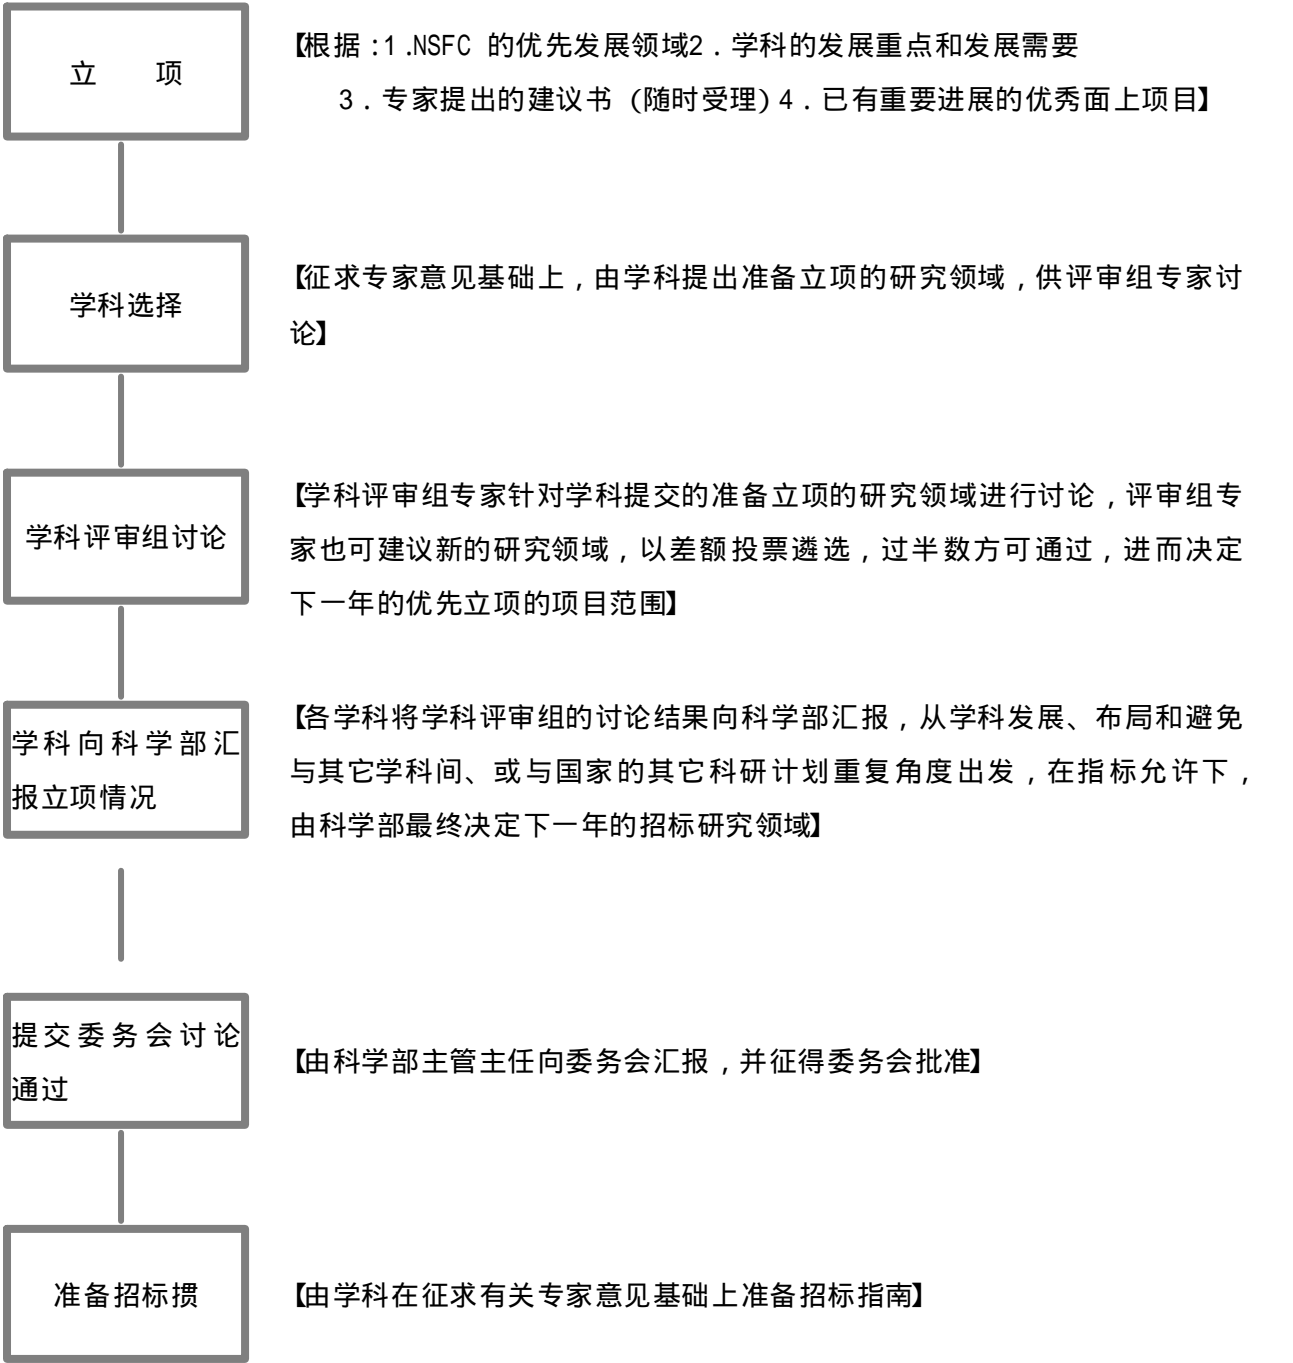 立 项
【根据:1.NSFC 的优先发展领域2.学科的发展重点和发展需要
3.专家提出的建议书 (随时受理)4.已有重要进展的优秀面上项目】
学科选择
【征求专家意见基础上,由学科提出准备立项的研究领域,供评审组专家讨
论】
学科评审组讨论
【学科评审组专家针对学科提交的准备立项的研究领域进行讨论,评审组专
家也可建议新的研究领域,以差额投票遴选,过半数方可通过,进而决定
下一年的优先立项的项目范围】
学科向科学部汇
报立项情况
【各学科将学科评审组的讨论结果向科学部汇报,从学科发展、布局和避免
与其它学科间、或与国家的其它科研计划重复角度出发,在指标允许下,
由科学部最终决定下一年的招标研究领域】
提交委务会讨论
通过
【由科学部主管主任向委务会汇报,并征得委务会批准】
准备招标掼
【由学科在征求有关专家意见基础上准备招标指南】